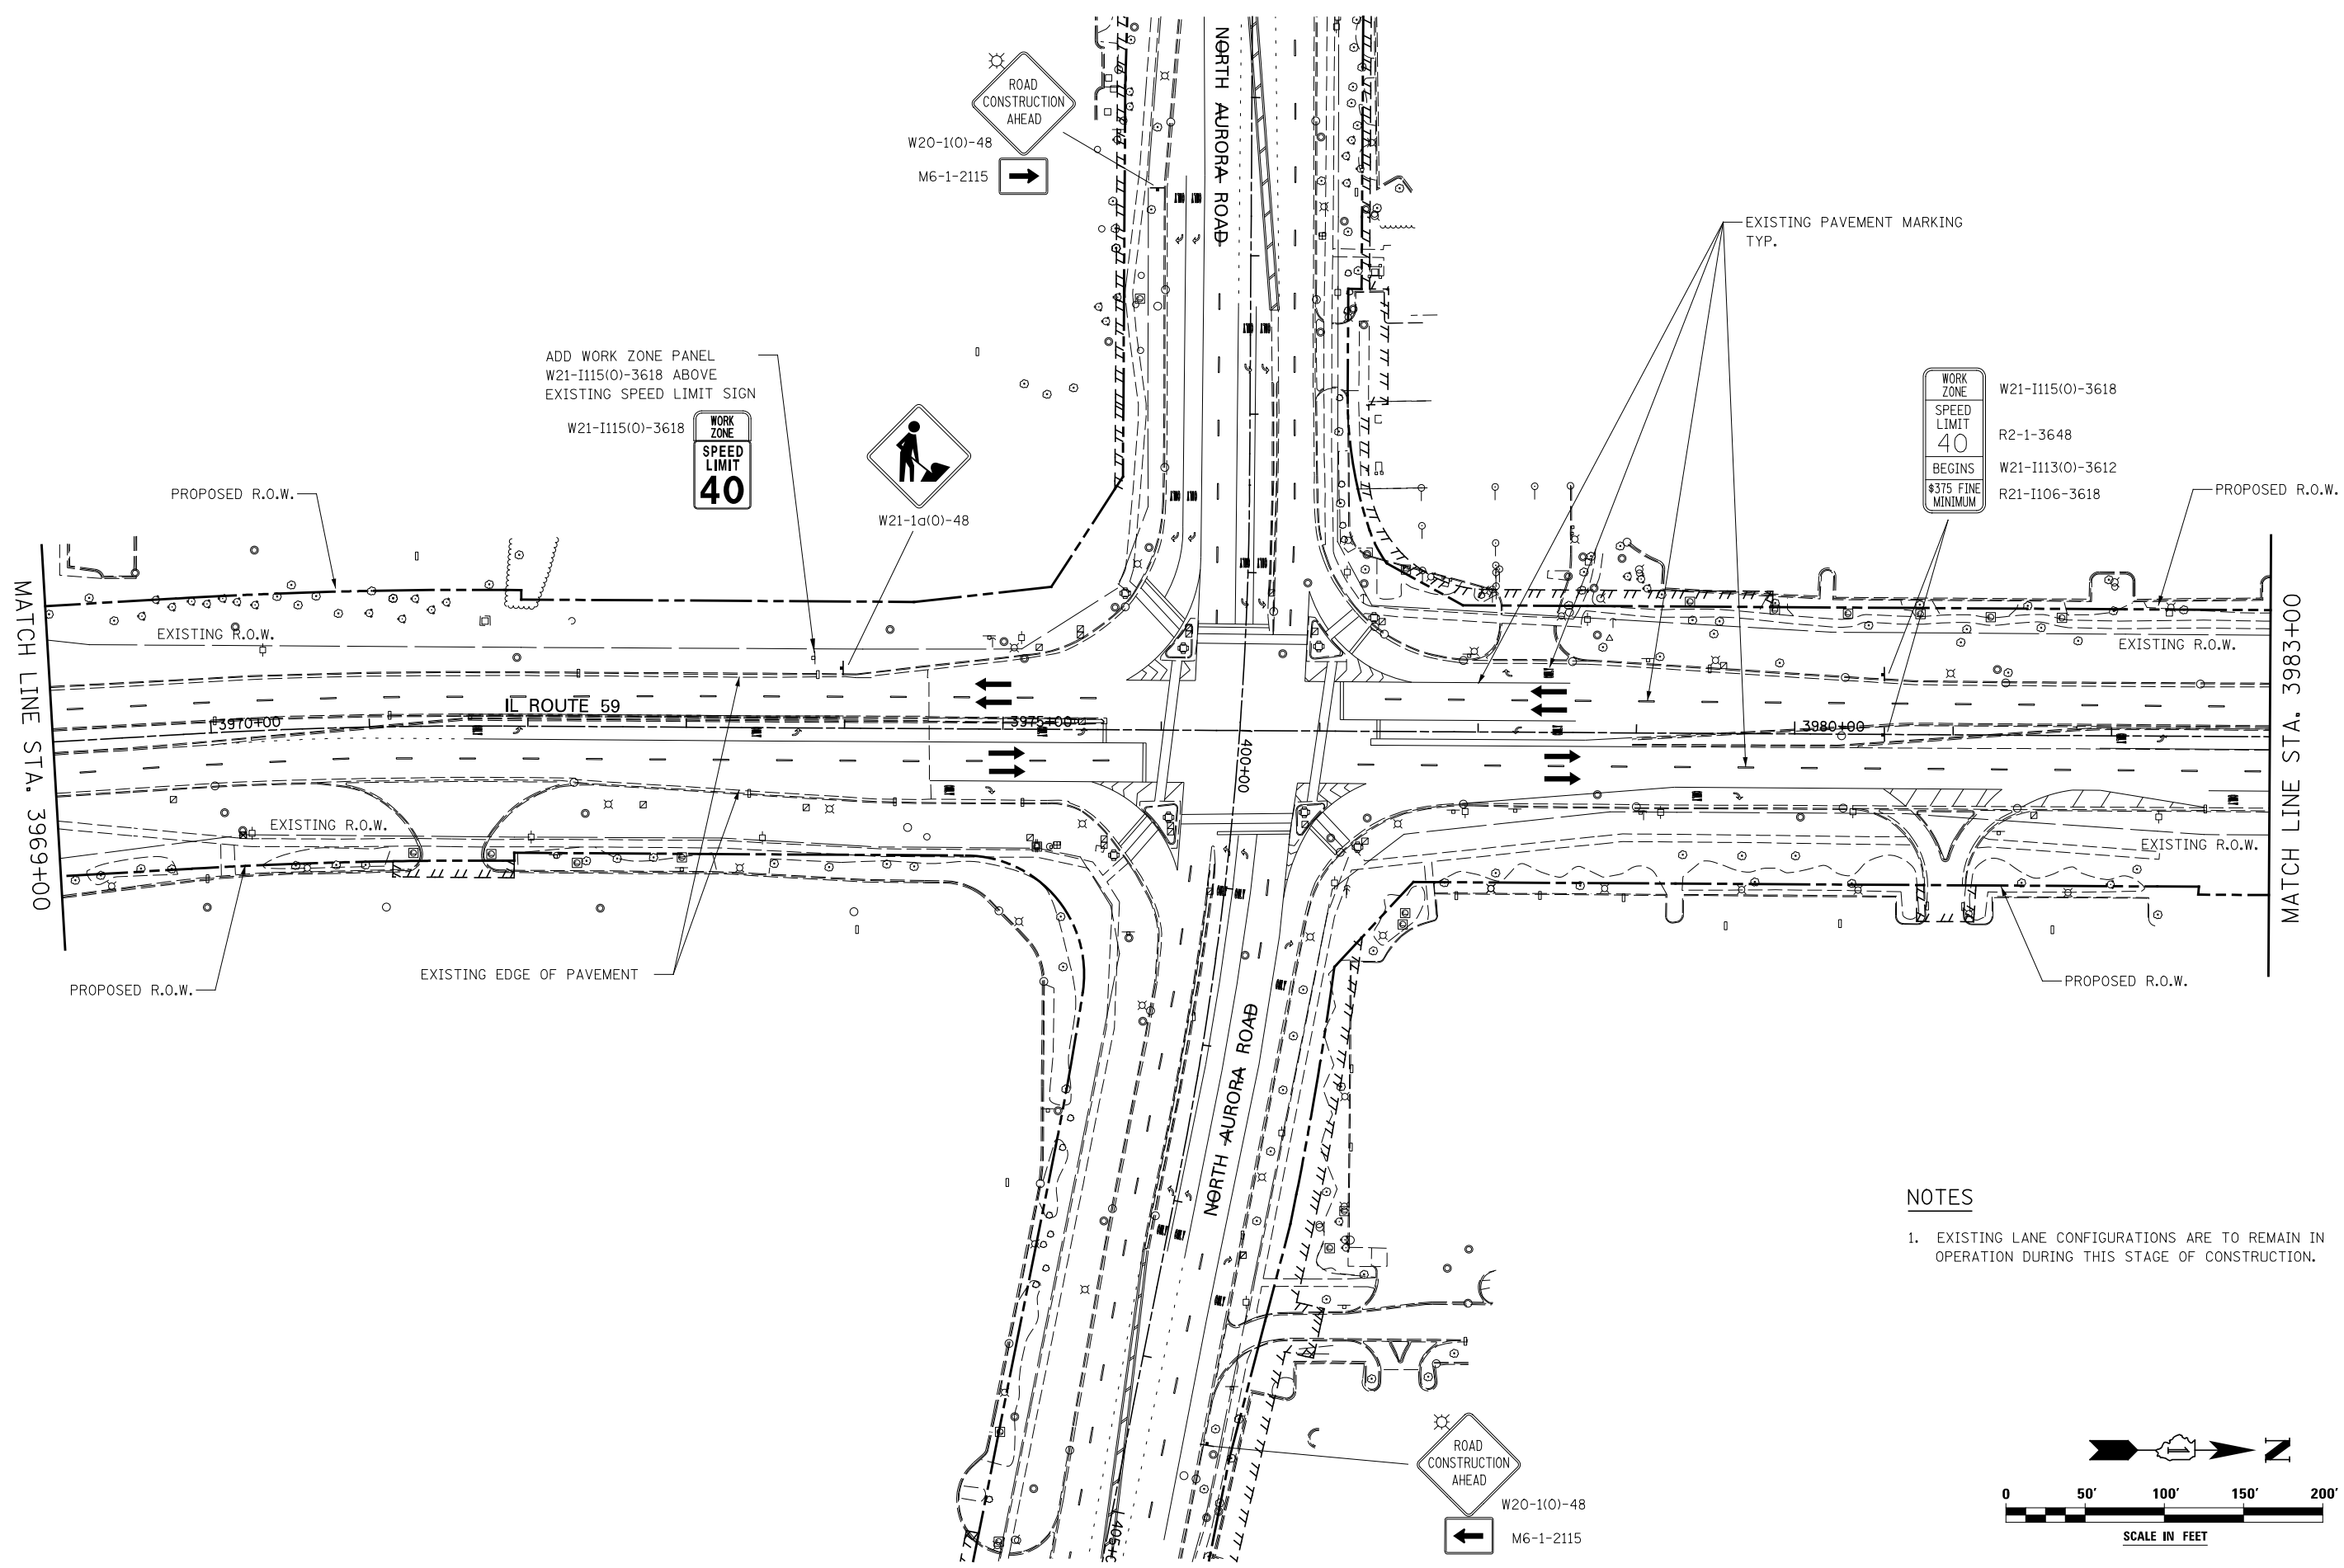 NORTH AURORA ROAD
ROAD
CONSTRUCTION
AHEAD
W20-1(O)-48
M6-1-2115
EXISTING PAVEMENT MARKING
TYP.
ADD WORK ZONE PANEL
W21-I115(O)-3618 ABOVE
EXISTING SPEED LIMIT SIGN
W21-I115(O)-3618
WORK
ZONE
SPEED
LIMIT
40
W21-1a(O)-48
WORK
ZONE
SPEED
LIMIT
40
BEGINS
$375 FINE
MINIMUM
W21-I115(O)-3618
R2-1-3648
W21-I113(O)-3612
R21-I106-3618
PROPOSED R.O.W.
PROPOSED R.O.W.
MATCH LINE STA. 3969+00
EXISTING R.O.W.
EXISTING R.O.W.
MATCH LINE STA. 3983+00
IL ROUTE 59
3970+00
3975+00
3980+00
400+00
EXISTING R.O.W.
EXISTING R.O.W.
EXISTING EDGE OF PAVEMENT
PROPOSED R.O.W.
PROPOSED R.O.W.
NORTH AURORA ROAD
NOTES
1. EXISTING LANE CONFIGURATIONS ARE TO REMAIN IN
OPERATION DURING THIS STAGE OF CONSTRUCTION.
ROAD
CONSTRUCTION
AHEAD
W20-1(O)-48
M6-1-2115
N
0 50' 100' 150' 200'
SCALE IN FEET